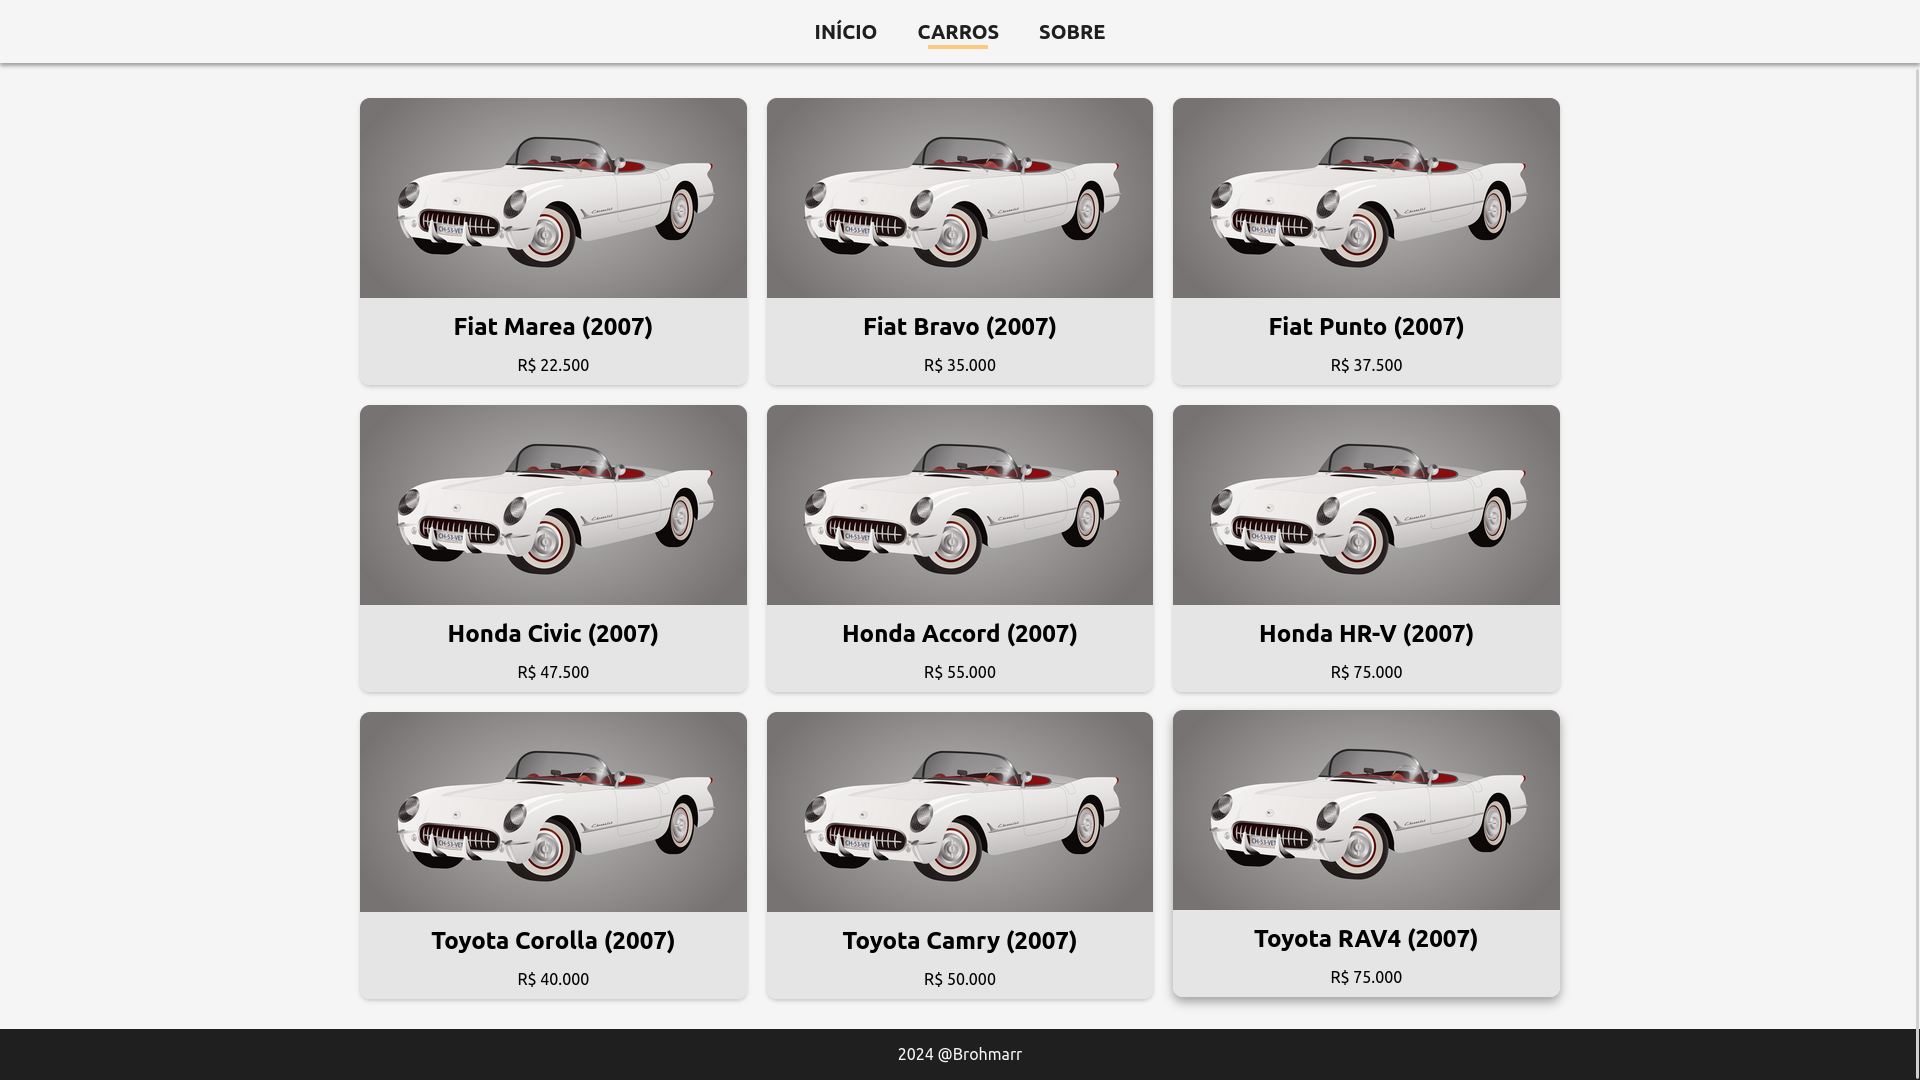 INÍCIO CARROS SOBRE
Fiat Marea (2007)
R$ 22.500
Fiat Bravo (2007)
R$ 35.000
Fiat Punto (2007)
R$ 37.500
Honda Civic (2007)
R$ 47.500
Honda Accord (2007)
R$ 55.000
Honda HR-V (2007)
R$ 75.000
Toyota Corolla (2007)
R$ 40.000
Toyota Camry (2007)
R$ 50.000
Toyota RAV4 (2007)
R$ 75.000
2024 @Brohmarr